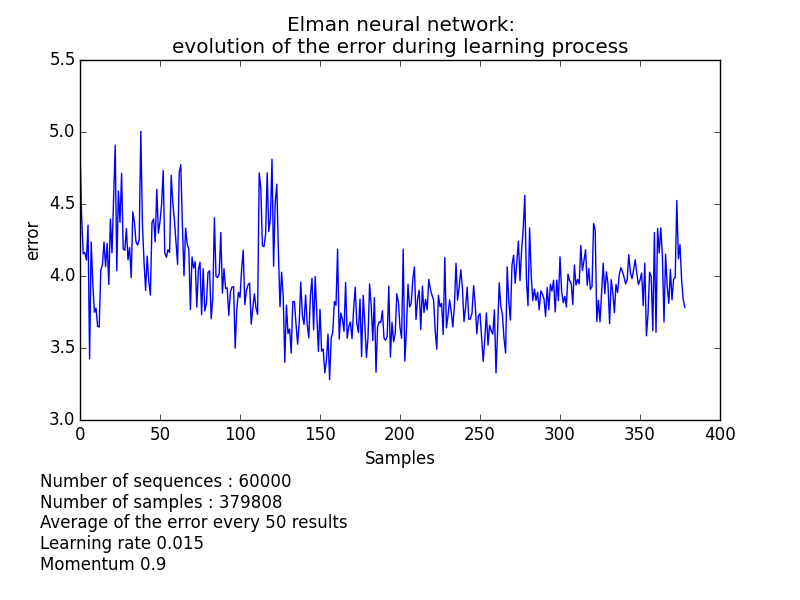 Elman neural network:
evolution of the error during learning process
5.5
5.0
4.5
4.0
3.5
3.0
error
0 50 100 150 200 250 300 350 400
Samples
Number of sequences : 60000
Number of samples : 379808
Average of the error every 50 results
Learning rate 0.015
Momentum 0.9